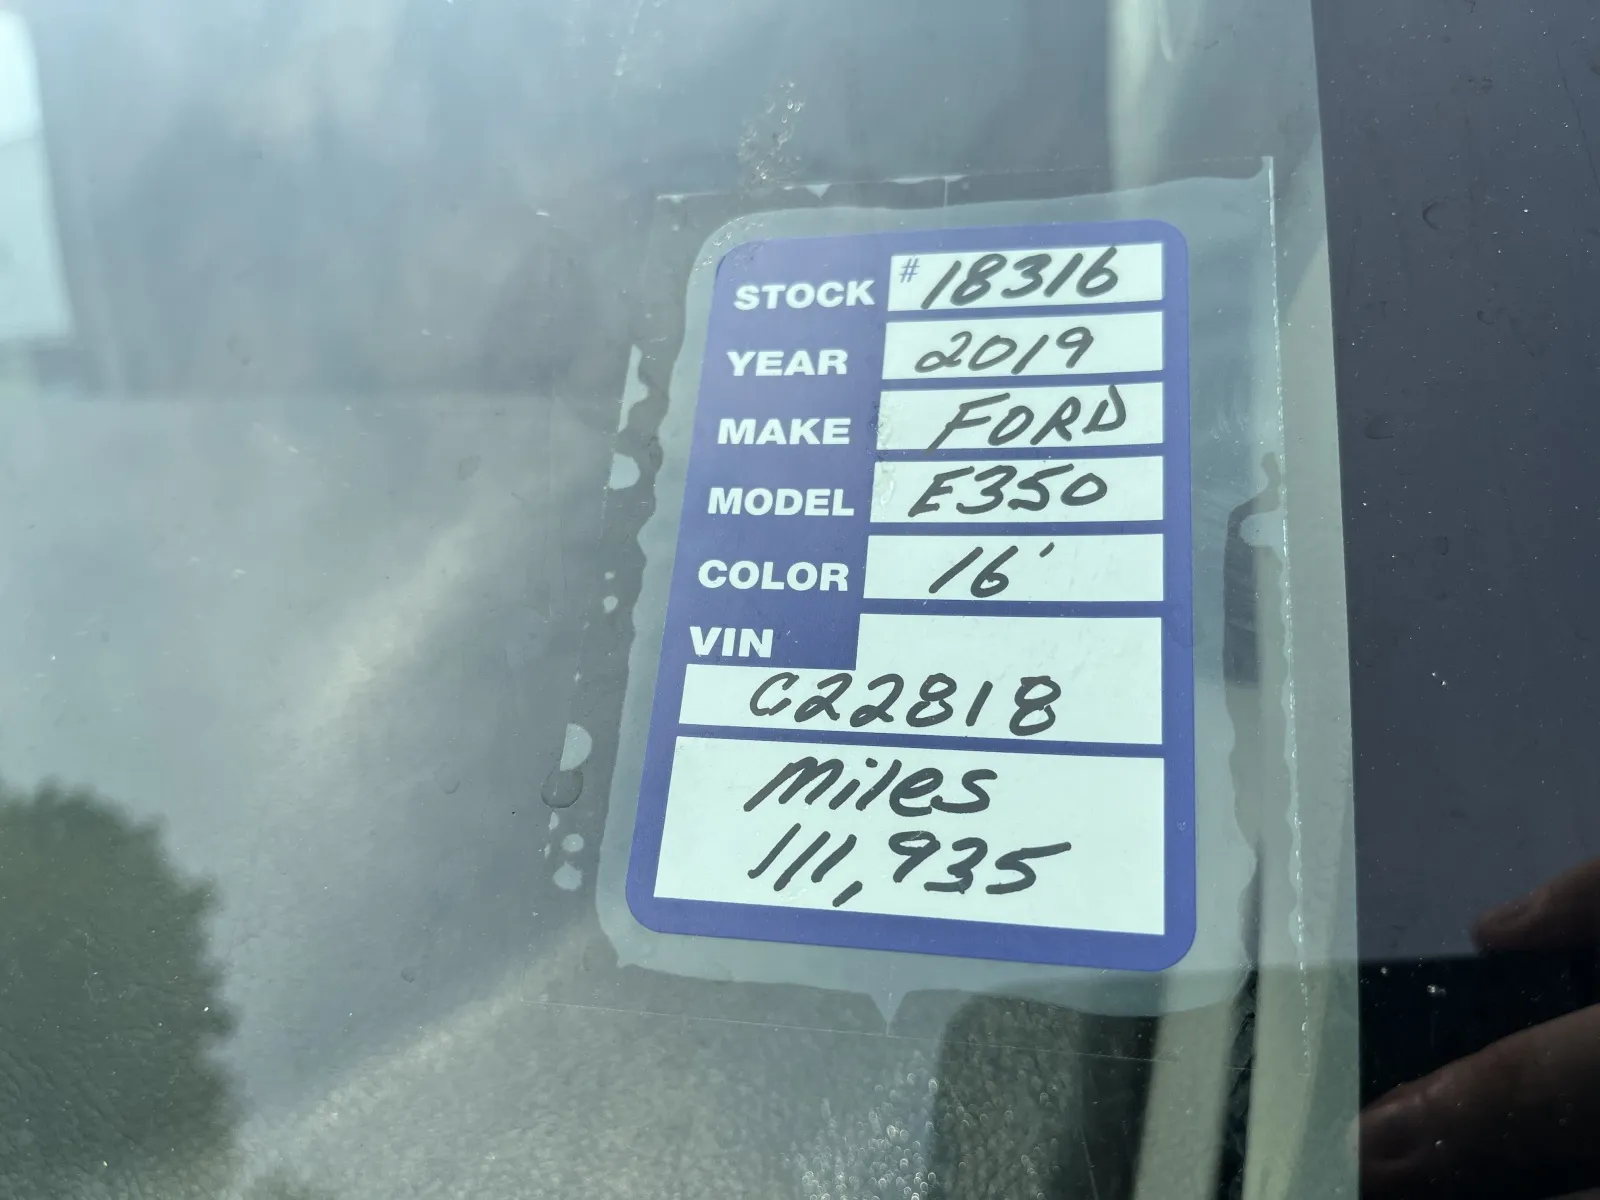 STOCK # 18316
YEAR 2019
MAKE FORD
MODEL E350
COLOR 16'
VIN
C22818
miles
111,935